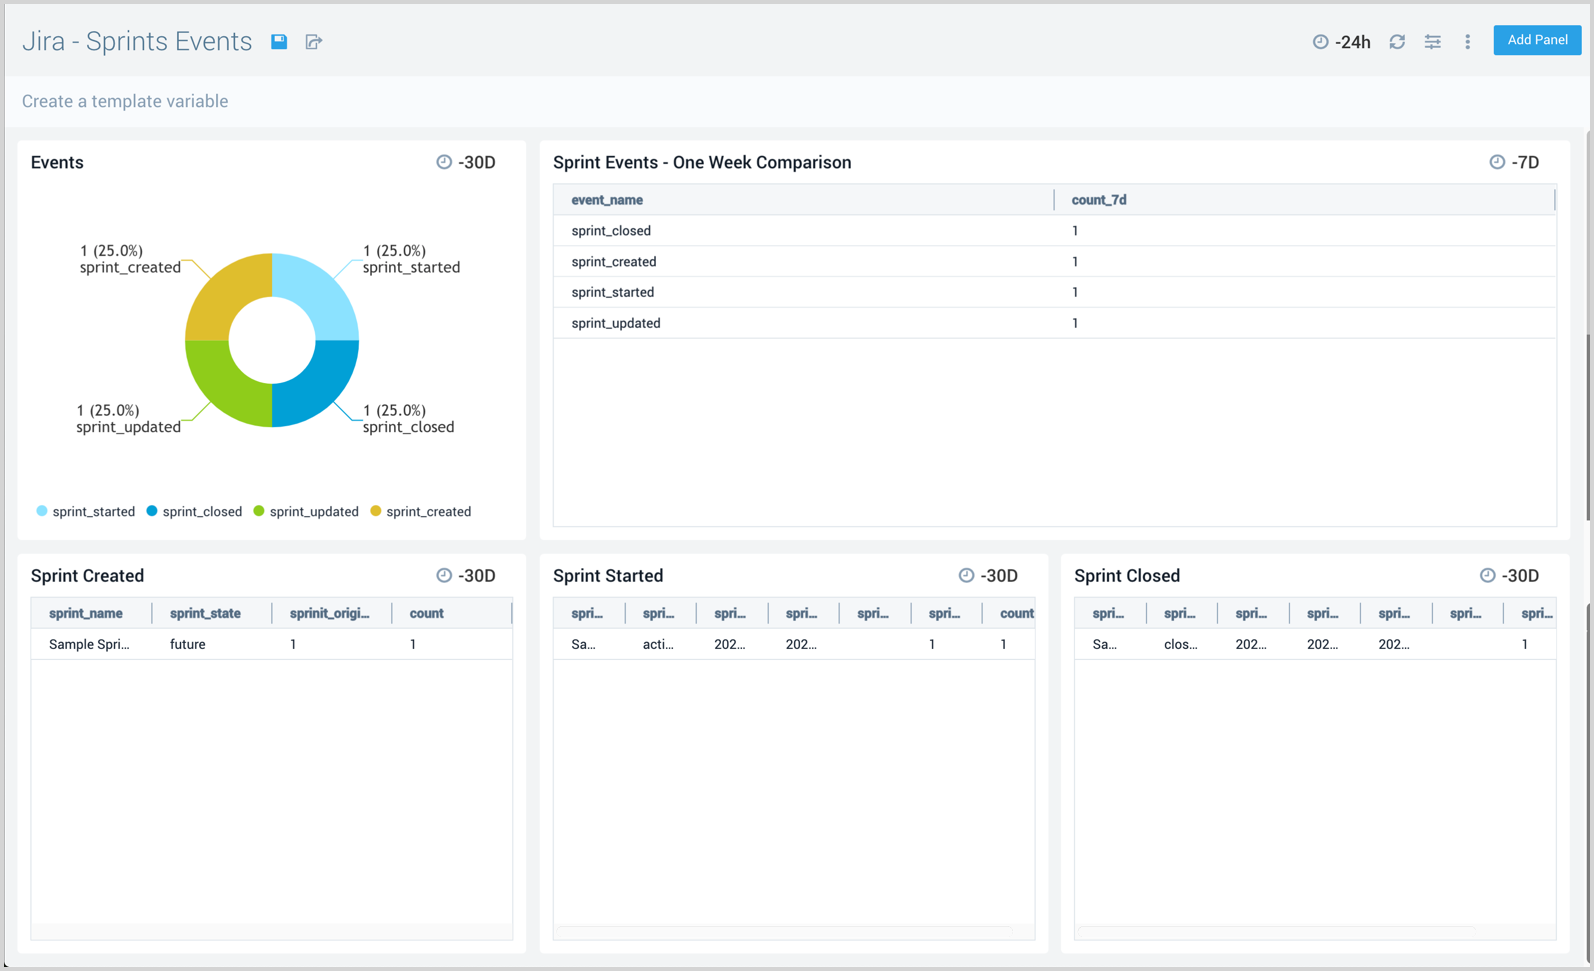 Jira - Sprints Events
-24h
Add Panel
Create a template variable
Events
-30D
1 (25.0%)
sprint_created
1 (25.0%)
sprint_started
1 (25.0%)
sprint_updated
1 (25.0%)
sprint_closed
sprint_started sprint_closed sprint_updated sprint_created
Sprint Events - One Week Comparison
-7D
event_name count_7d
sprint_closed 1
sprint_created 1
sprint_started 1
sprint_updated 1
Sprint Created
-30D
sprint_name sprint_state sprinit_origi... count
Sample Spri... future 1 1
Sprint Started
-30D
spri... spri... spri... spri... spri... spri... count
Sa... acti... 202... 202... 1 1
Sprint Closed
-30D
spri... spri... spri... spri... spri... spri... spri...
Sa... clos... 202... 202... 202... 1